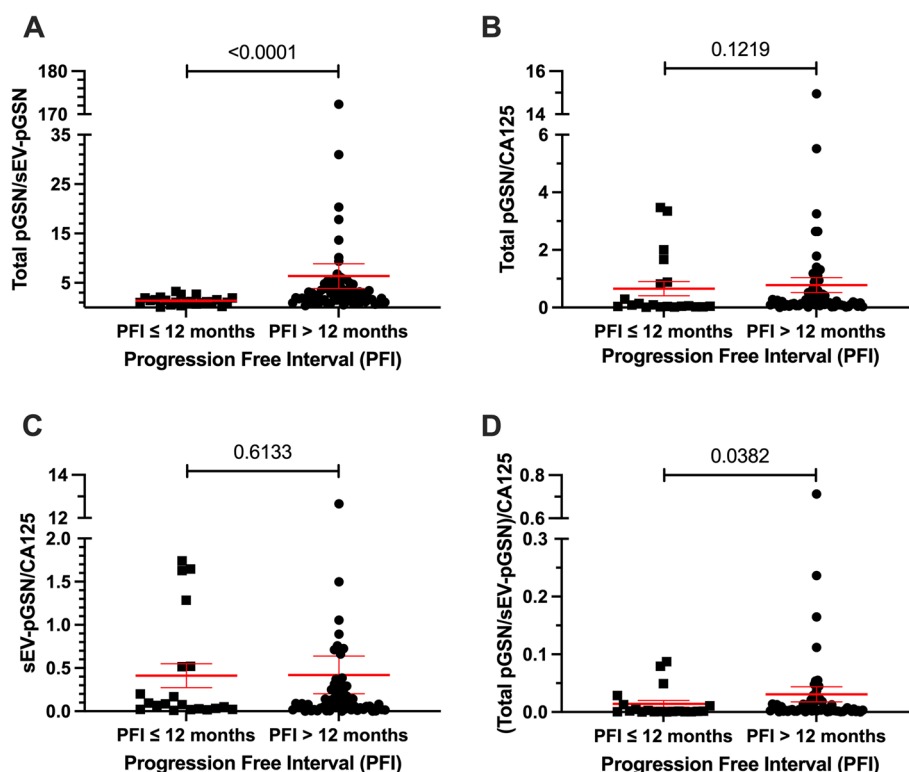 A
<0.0001
180
170
35
25
15
5
Total pGSN/sEV-pGSN
PFI ≤ 12 months
PFI > 12 months
Progression Free Interval (PFI)
B
0.1219
16
14
6
4
2
0
Total pGSN/CA125
PFI ≤ 12 months
PFI > 12 months
Progression Free Interval (PFI)
C
0.6133
14
12
2.0
1.5
1.0
0.5
0.0
sEV-pGSN/CA125
PFI ≤ 12 months
PFI > 12 months
Progression Free Interval (PFI)
D
0.0382
0.8
0.6
0.3
0.2
0.1
0.0
(Total pGSN/sEV-pGSN)/CA125
PFI ≤ 12 months
PFI > 12 months
Progression Free Interval (PFI)